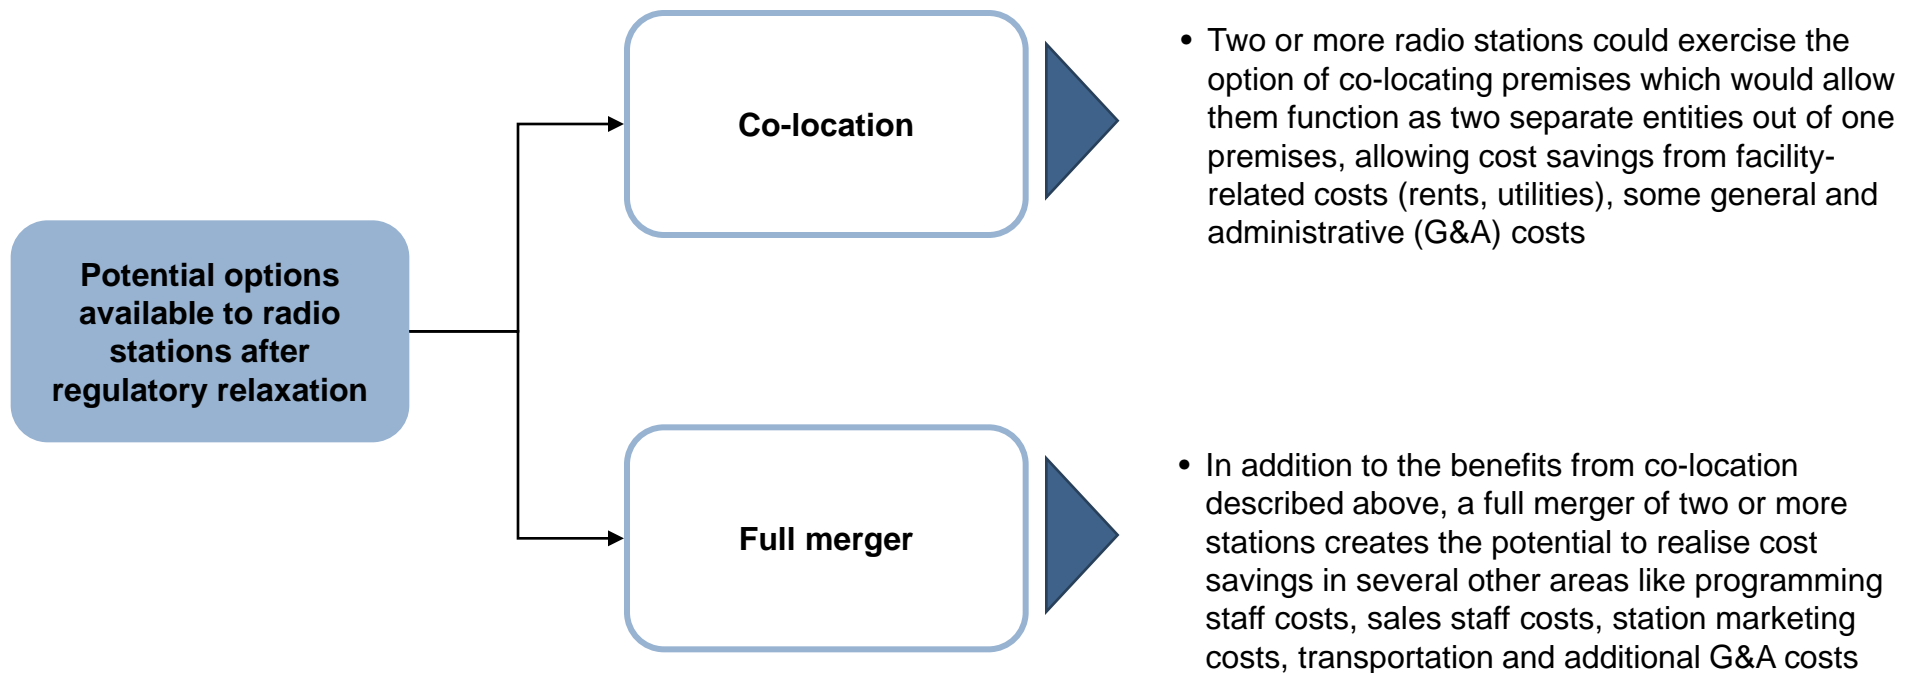 Potential options
available to radio
stations after
regulatory relaxation
Co-location
• Two or more radio stations could exercise the
option of co-locating premises which would allow
them function as two separate entities out of one
premises, allowing cost savings from facility-
related costs (rents, utilities), some general and
administrative (G&A) costs
Full merger
• In addition to the benefits from co-location
described above, a full merger of two or more
stations creates the potential to realise cost
savings in several other areas like programming
staff costs, sales staff costs, station marketing
costs, transportation and additional G&A costs